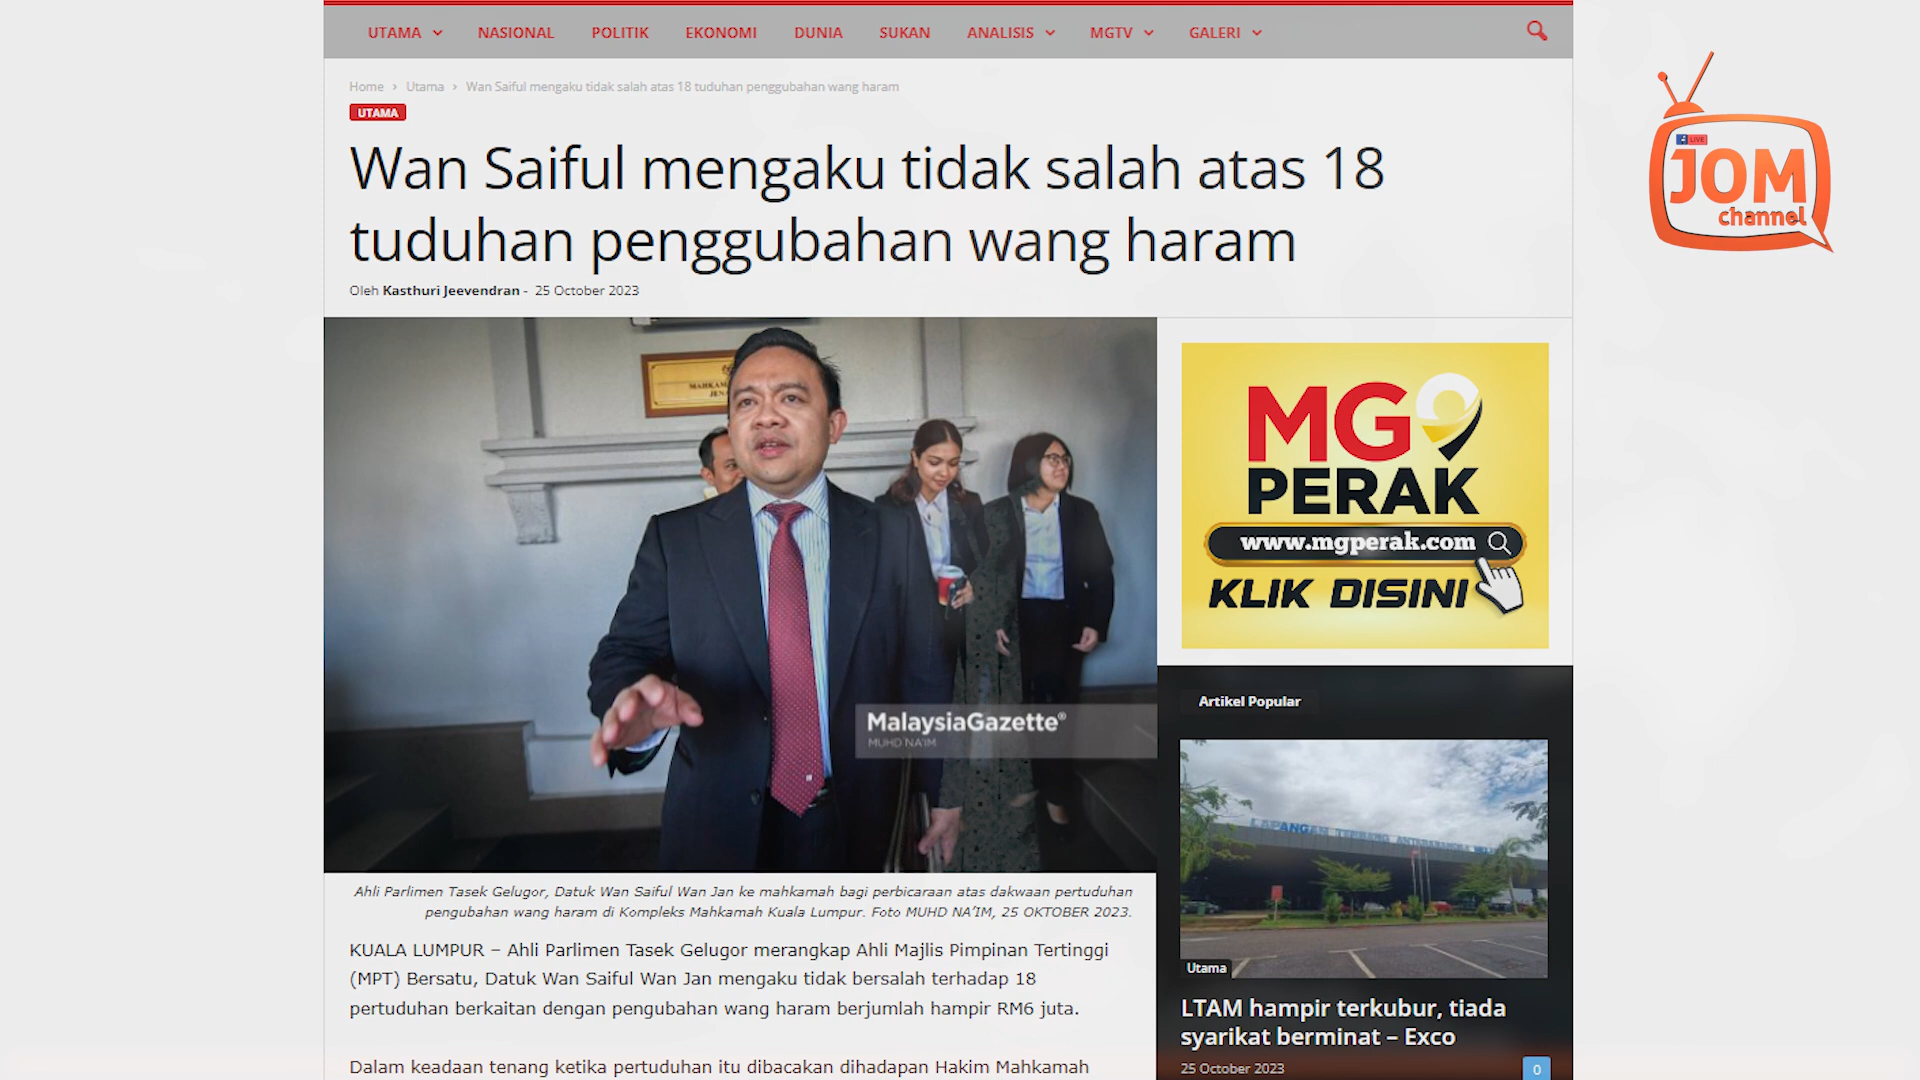 UTAMA NASIONAL POLITIK EKONOMI DUNIA SUKAN ANALISIS MGTV GALERI
Home › Utama › Wan Saiful mengaku tidak salah atas 18 tuduhan penggubahan wang haram
UTAMA
Wan Saiful mengaku tidak salah atas 18
tuduhan penggubahan wang haram
Oleh Kasthuri Jeevendran - 25 October 2023
LIVE
JOM
channel
MalaysiaGazette®
MUHD NA'IM
Ahli Parlimen Tasek Gelugor, Datuk Wan Saiful Wan Jan ke mahkamah bagi perbicaraan atas dakwaan pertuduhan
pengubahan wang haram di Kompleks Mahkamah Kuala Lumpur. Foto MUHD NA'IM, 25 OKTOBER 2023.
KUALA LUMPUR – Ahli Parlimen Tasek Gelugor merangkap Ahli Majlis Pimpinan Tertinggi
(MPT) Bersatu, Datuk Wan Saiful Wan Jan mengaku tidak bersalah terhadap 18
pertuduhan berkaitan dengan pengubahan wang haram berjumlah hampir RM6 juta.
Dalam keadaan tenang ketika pertuduhan itu dibacakan dihadapan Hakim Mahkamah
MG
PERAK
www.mgperak.com
KLIK DISINI
Artikel Popular
LAPANGAN TERBANG ANTARABANGSA
Utama
LTAM hampir terkubur, tiada
syarikat berminat – Exco
25 October 2023
0